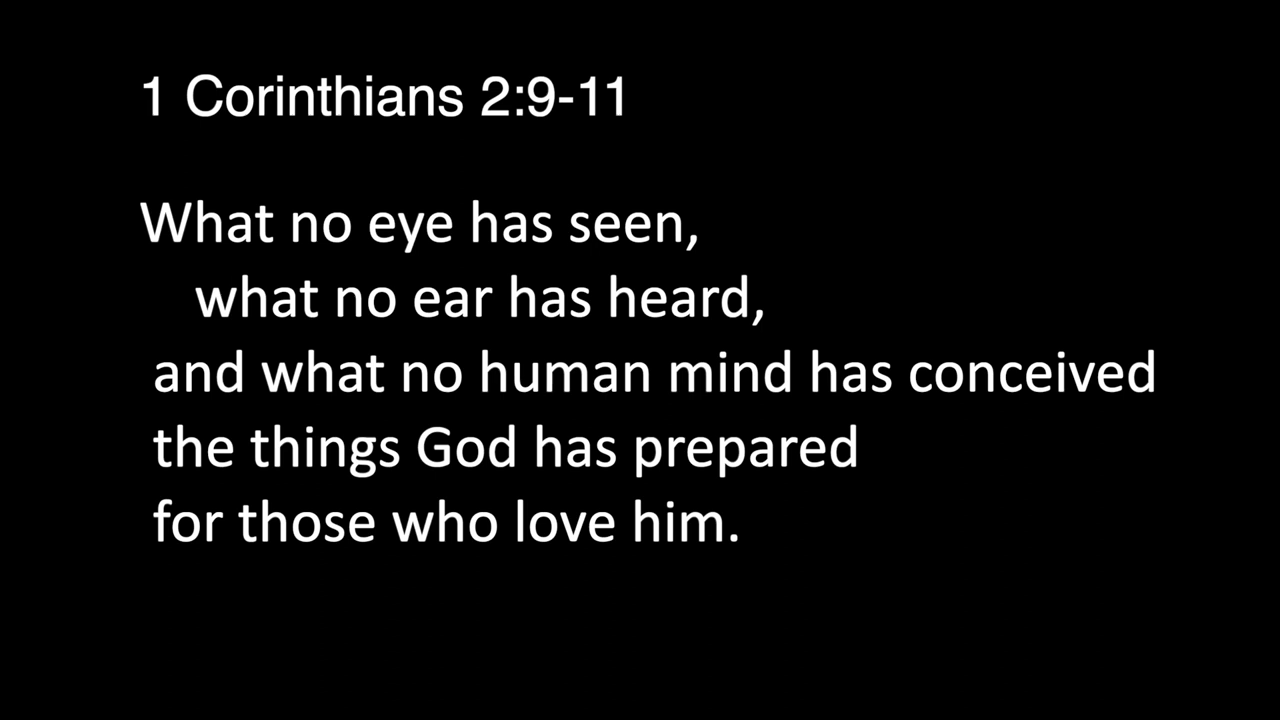 1 Corinthians 2:9-11
What no eye has seen,
what no ear has heard,
and what no human mind has conceived
the things God has prepared
for those who love him.